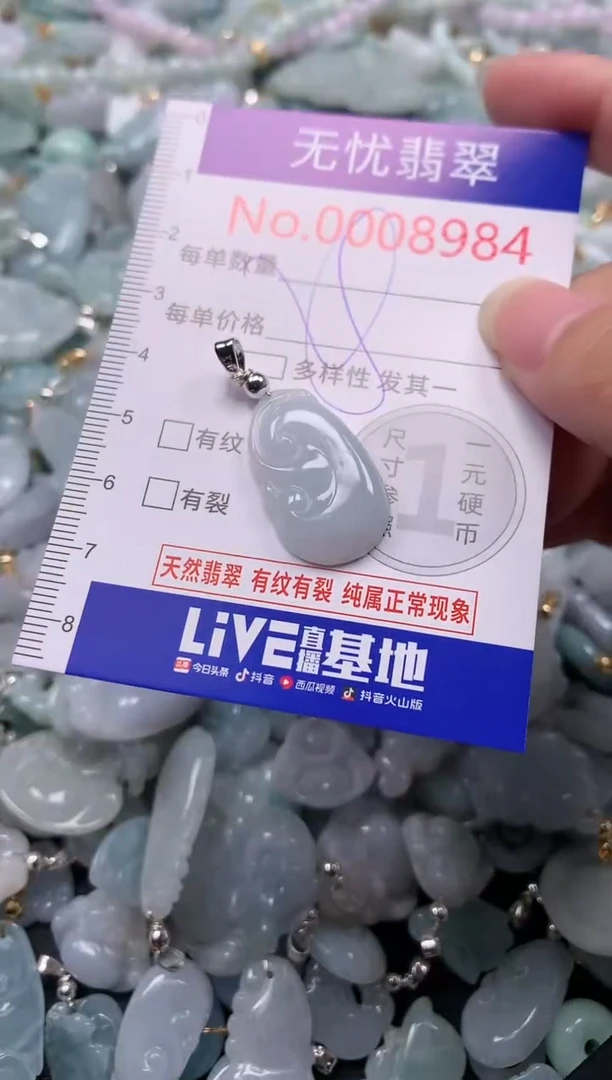 无忧翡翠
No.0008984
每单数量
每单价格
多样性发其一
有纹
有裂
尺寸参照
1
一元硬币
天然翡翠 有纹有裂 纯属正常现象
LiVE直播基地
今日头条 抖音 西瓜视频 抖音火山版
0
1
2
3
4
5
6
7
8